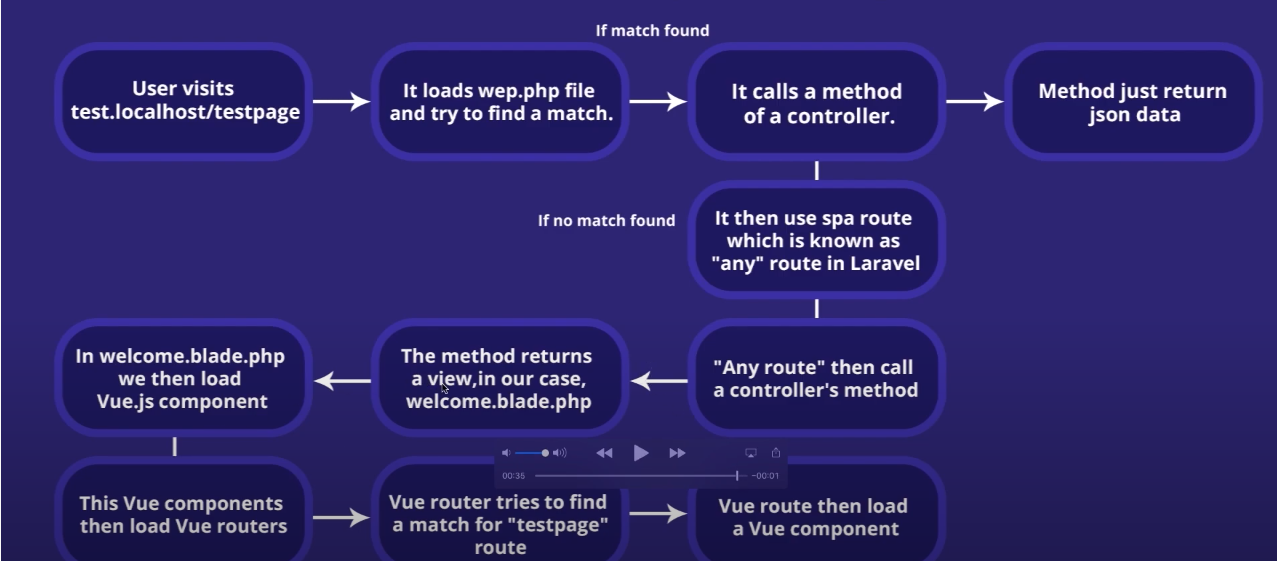 If match found
User visits
test.localhost/testpage
It loads wep.php file
and try to find a match.
It calls a method
of a controller.
Method just return
json data
If no match found
It then use spa route
which is known as
"any" route in Laravel
"Any route" then call
a controller's method
The method returns
a view,in our case,
welcome.blade.php
In welcome.blade.php
we then load
Vue.js component
This Vue components
then load Vue routers
Vue router tries to find
a match for "testpage"
route
Vue route then load
a Vue component
00:35
-00:01